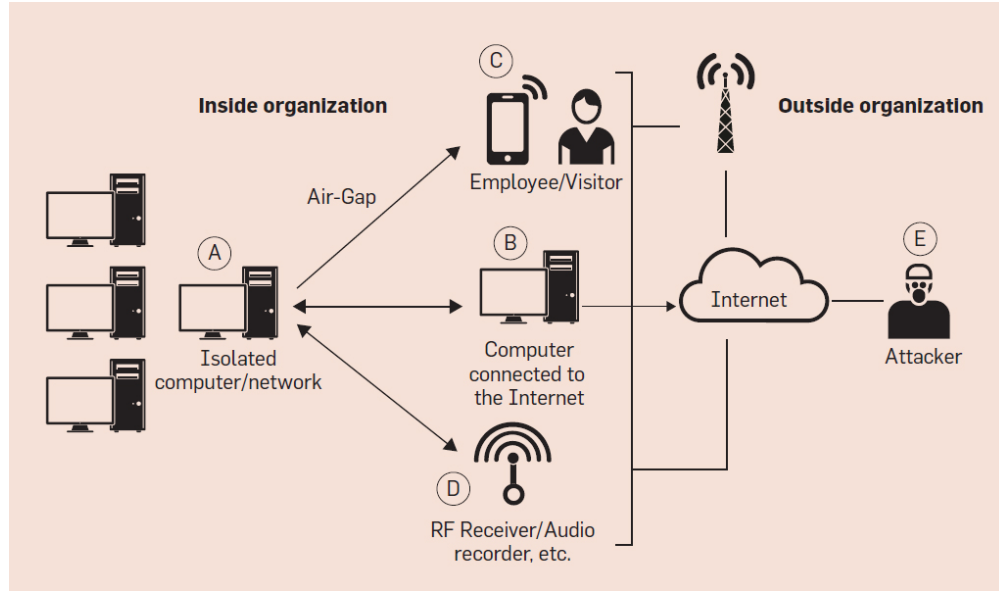 C
Inside organization
Outside organization
Employee/Visitor
Air-Gap
A
B
E
Internet
Isolated
computer/network
Computer
connected to
the Internet
Attacker
D
RF Receiver/Audio
recorder, etc.